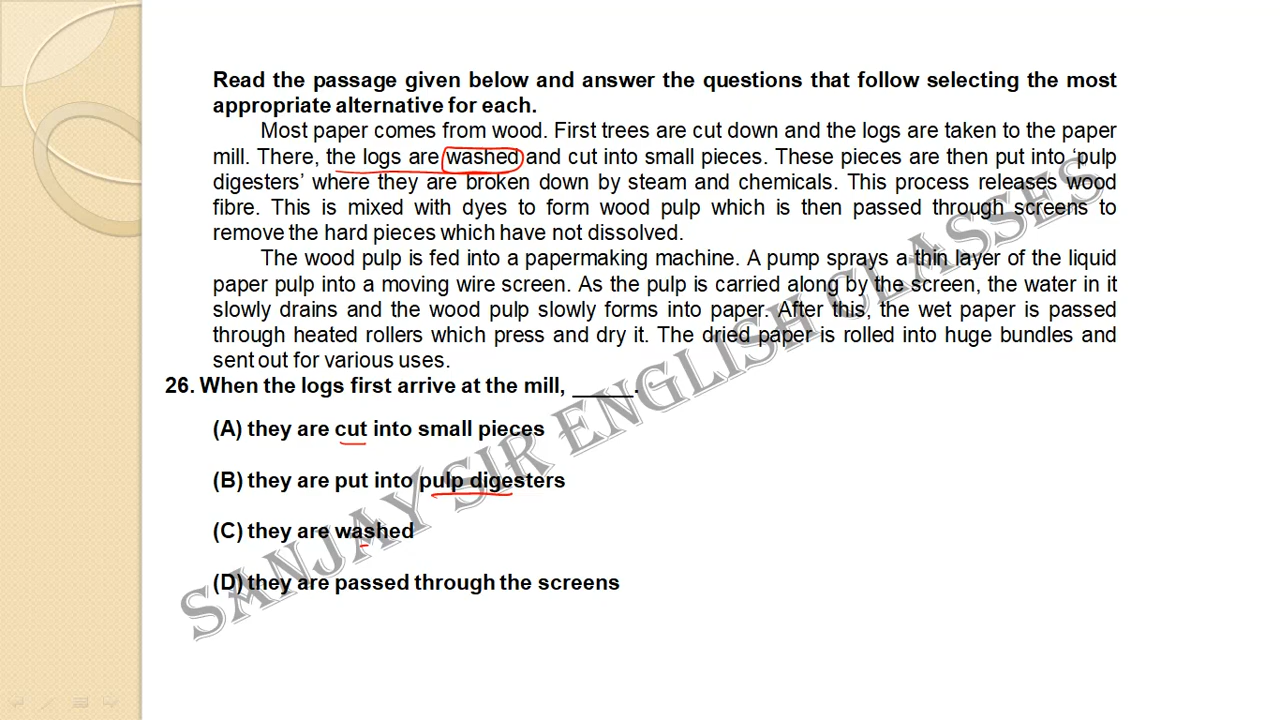 Read the passage given below and answer the questions that follow selecting the most
appropriate alternative for each.
Most paper comes from wood. First trees are cut down and the logs are taken to the paper
mill. There, the logs are washed and cut into small pieces. These pieces are then put into ‘pulp
digesters’ where they are broken down by steam and chemicals. This process releases wood
fibre. This is mixed with dyes to form wood pulp which is then passed through screens to
remove the hard pieces which have not dissolved.
The wood pulp is fed into a papermaking machine. A pump sprays a thin layer of the liquid
paper pulp into a moving wire screen. As the pulp is carried along by the screen, the water in it
slowly drains and the wood pulp slowly forms into paper. After this, the wet paper is passed
through heated rollers which press and dry it. The dried paper is rolled into huge bundles and
sent out for various uses.
26. When the logs first arrive at the mill, ______.
(A) they are cut into small pieces
(B) they are put into pulp digesters
(C) they are washed
(D) they are passed through the screens
SANJAY SIR ENGLISH CLASSES